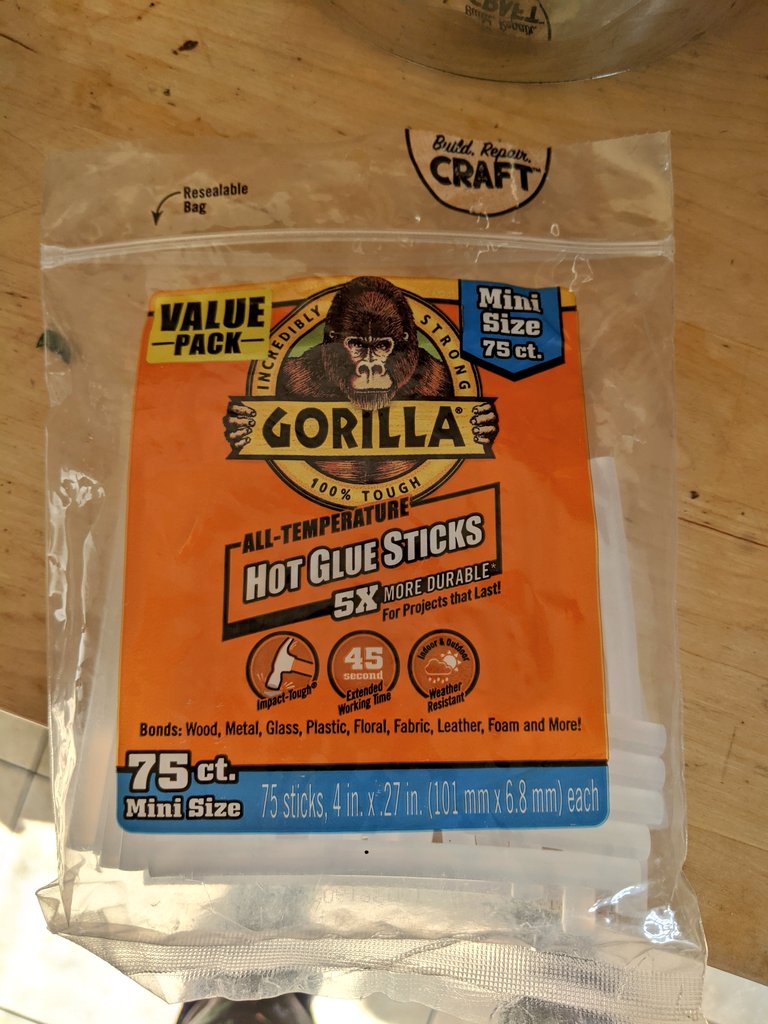 Build. Repair.
CRAFT™
Resealable
Bag
VALUE
PACK
INCREDIBLY STRONG
Mini
Size
75 ct.
GORILLA®
100% TOUGH
ALL-TEMPERATURE
HOT GLUE STICKS
5X MORE DURABLE*
For Projects that Last!
Impact-Tough®
45
second
Extended
Working Time
Indoor & Outdoor
Weather
Resistant
Bonds: Wood, Metal, Glass, Plastic, Floral, Fabric, Leather, Foam and More!
75 ct.
Mini Size
75 sticks, 4 in. x .27 in. (101 mm x 6.8 mm) each